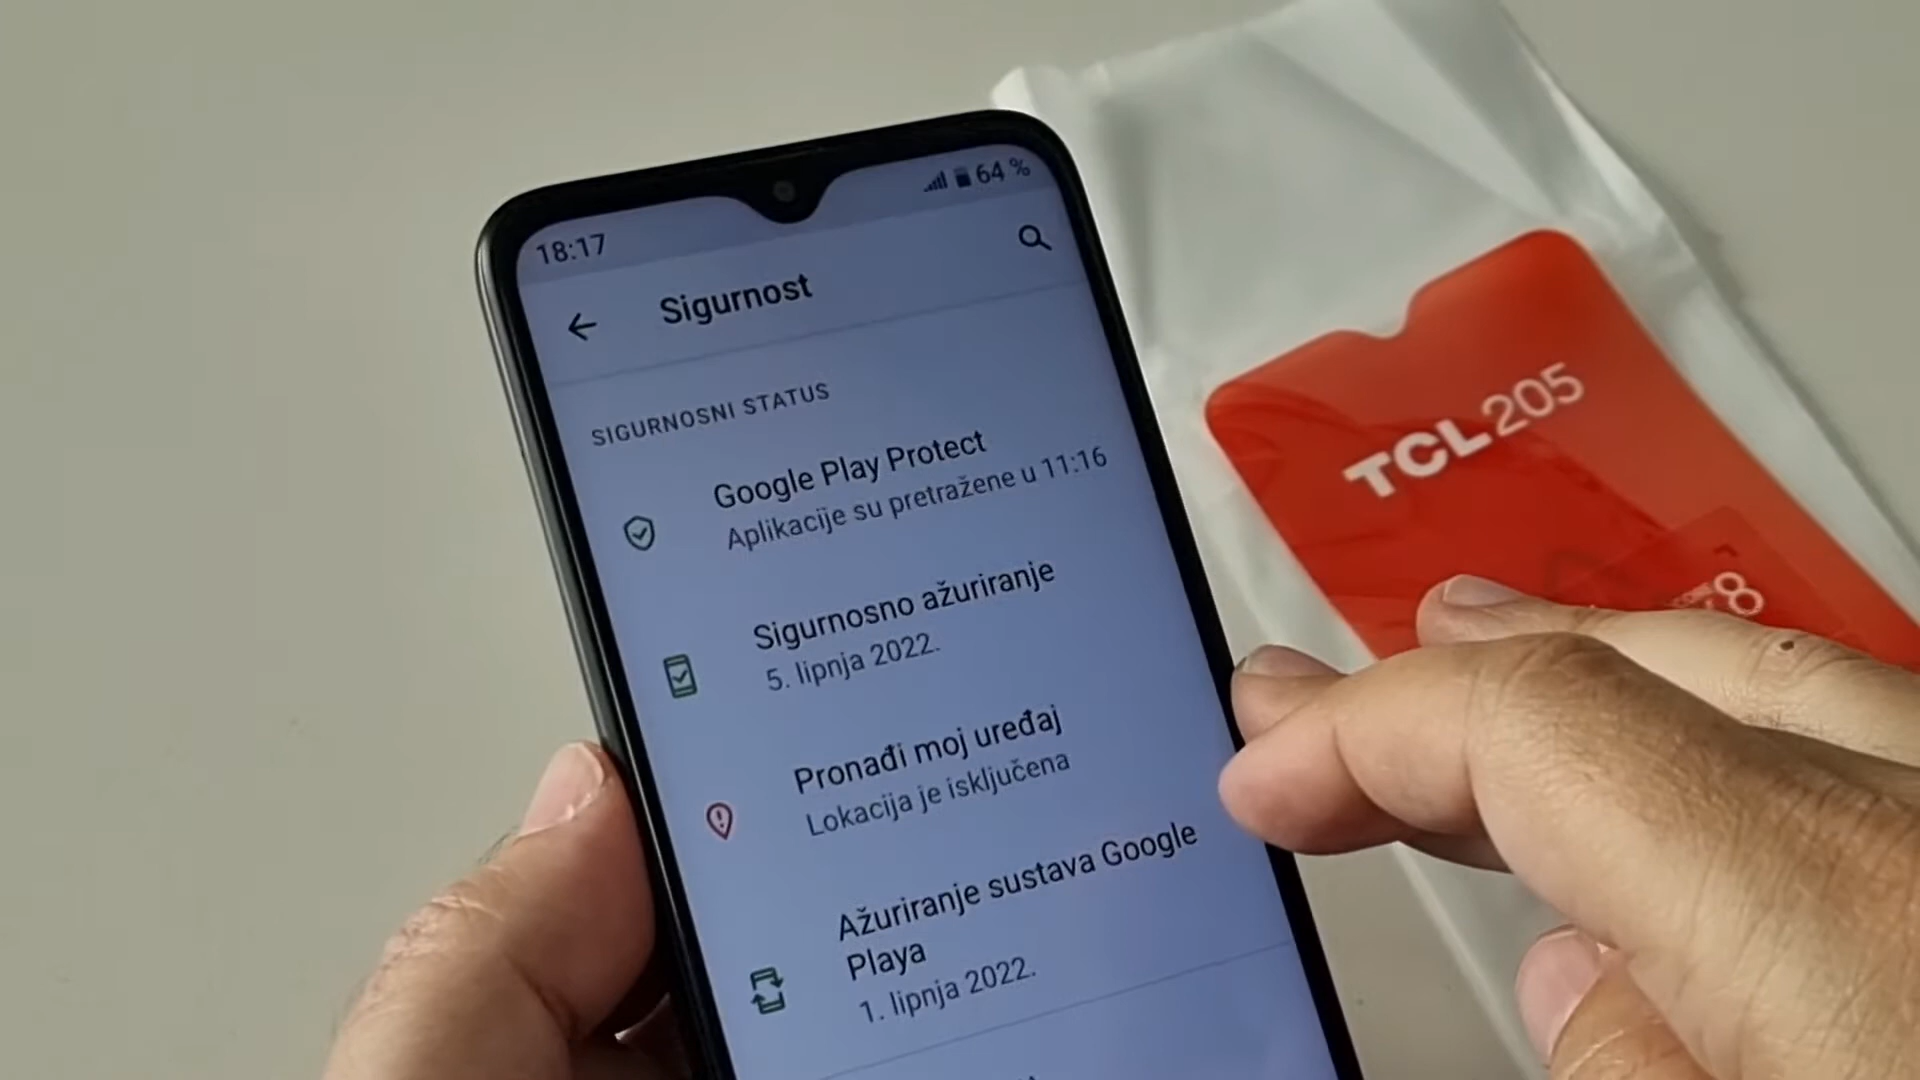 18:17
64 %
Sigurnost
SIGURNOSNI STATUS
Google Play Protect
Aplikacije su pretražene u 11:16
Sigurnosno ažuriranje
5. lipnja 2022.
Pronađi moj uređaj
Lokacija je isključena
Ažuriranje sustava Google
Playa
1. lipnja 2022.
TCL 205
8